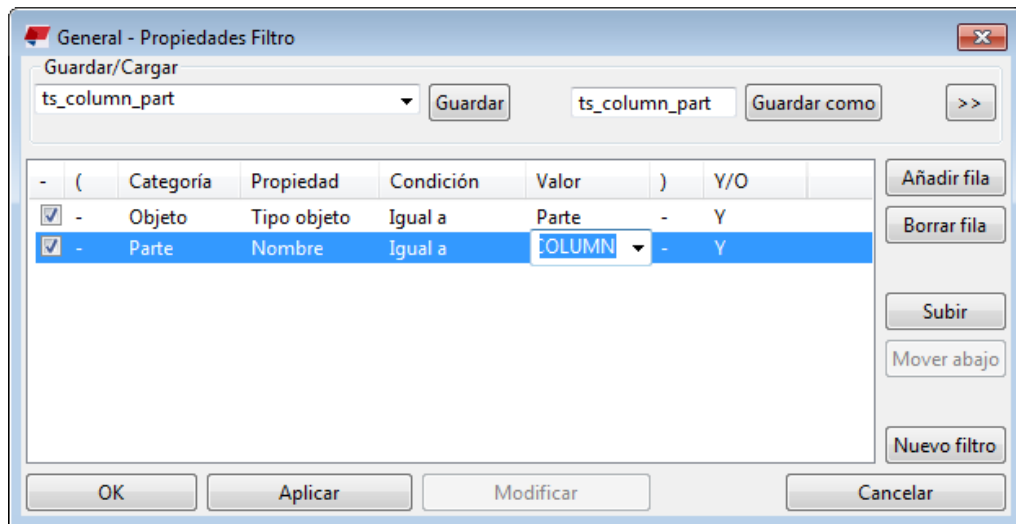 General - Propiedades Filtro
Guardar/Cargar
ts_column_part Guardar ts_column_part Guardar como >>
- ( Categoría Propiedad Condición Valor ) Y/O Añadir fila
- Objeto Tipo objeto Igual a Parte - Y
Borrar fila
- Parte Nombre Igual a COLUMN - Y
Subir
Mover abajo
Nuevo filtro
OK Aplicar Modificar Cancelar